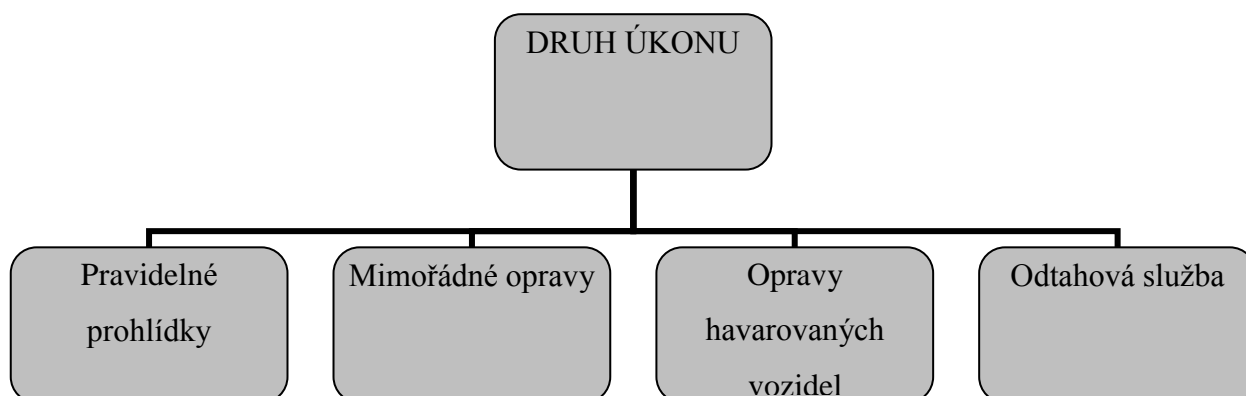 DRUH ÚKONU
Pravidelné
prohlídky
Mimořádné opravy
Opravy
havarovaných
vozidel
Odtahová služba